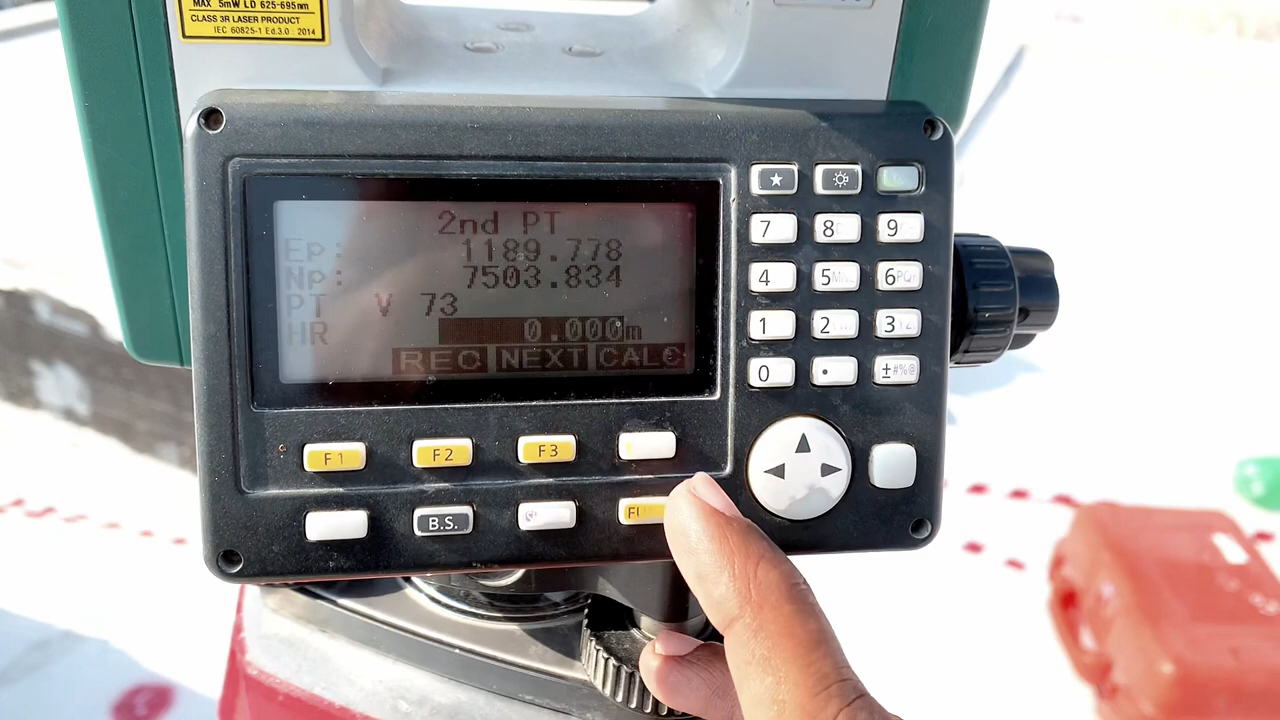 MAX 5mW LD 625-695nm
CLASS 3R LASER PRODUCT
IEC 60825-1 Ed.3.0 2014
2nd PT
Ep: 1189.778
Np: 7503.834
PT V 73
HR 0.000m
REC NEXT CALC
7 8 9
4 5 6
1 2 3
0 . ±#%@
F1 F2 F3
B.S.